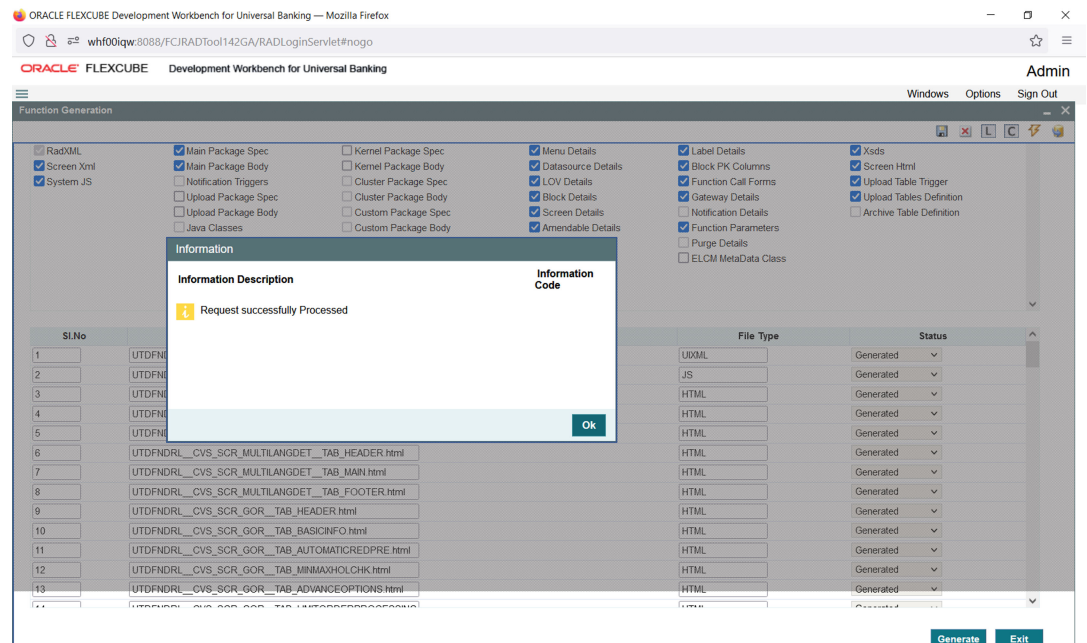 ORACLE FLEXCUBE Development Workbench for Universal Banking — Mozilla Firefox
whf00iqw:8088/FCJRADTool142GA/RADLoginServlet#nogo
ORACLE FLEXCUBE Development Workbench for Universal Banking Admin
Windows Options Sign Out
Function Generation
L C
RadXML Main Package Spec Kernel Package Spec Menu Details Label Details Xsds
Screen Xml Main Package Body Kernel Package Body Datasource Details Block PK Columns Screen Html
System JS Notification Triggers Cluster Package Spec LOV Details Function Call Forms Upload Table Trigger
Upload Package Spec Cluster Package Body Block Details Gateway Details Upload Tables Definition
Upload Package Body Custom Package Spec Screen Details Notification Details Archive Table Definition
Java Classes Custom Package Body Amendable Details Function Parameters
Purge Details
ELCM MetaData Class
Information
Information Description Information Code
Request successfully Processed
Ok
Sl.No File Type Status
1 UIXML Generated
2 JS Generated
3 HTML Generated
4 HTML Generated
5 HTML Generated
6 UTDFNDRL__CVS_SCR_MULTILANGDET__TAB_HEADER.html HTML Generated
7 UTDFNDRL__CVS_SCR_MULTILANGDET__TAB_MAIN.html HTML Generated
8 UTDFNDRL__CVS_SCR_MULTILANGDET__TAB_FOOTER.html HTML Generated
9 UTDFNDRL__CVS_SCR_GOR__TAB_HEADER.html HTML Generated
10 UTDFNDRL__CVS_SCR_GOR__TAB_BASICINFO.html HTML Generated
11 UTDFNDRL__CVS_SCR_GOR__TAB_AUTOMATICREDPRE.html HTML Generated
12 UTDFNDRL__CVS_SCR_GOR__TAB_MINMAXHOLCHK.html HTML Generated
13 UTDFNDRL__CVS_SCR_GOR__TAB_ADVANCEOPTIONS.html HTML Generated
Generate Exit